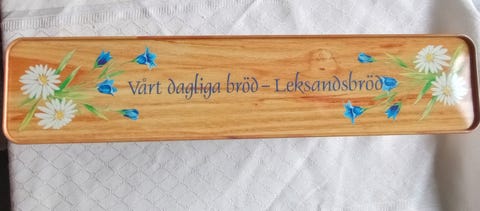 Vårt dagliga bröd – Leksandsbröd